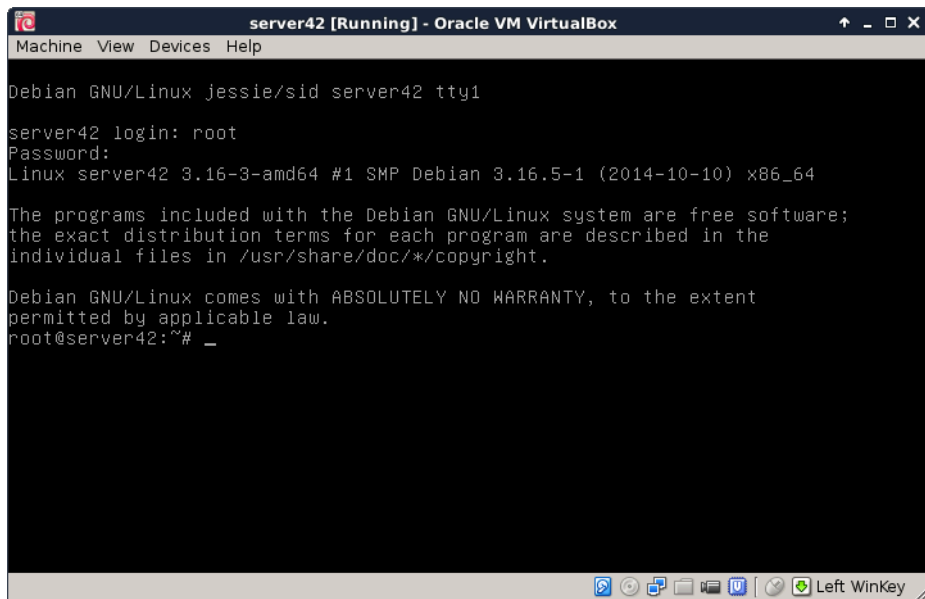 server42 [Running] - Oracle VM VirtualBox
Machine View Devices Help
Debian GNU/Linux jessie/sid server42 tty1
server42 login: root
Password:
Linux server42 3.16-3-amd64 #1 SMP Debian 3.16.5-1 (2014-10-10) x86_64
The programs included with the Debian GNU/Linux system are free software;
the exact distribution terms for each program are described in the
individual files in /usr/share/doc/*/copyright.
Debian GNU/Linux comes with ABSOLUTELY NO WARRANTY, to the extent
permitted by applicable law.
root@server42:~# _
Left WinKey